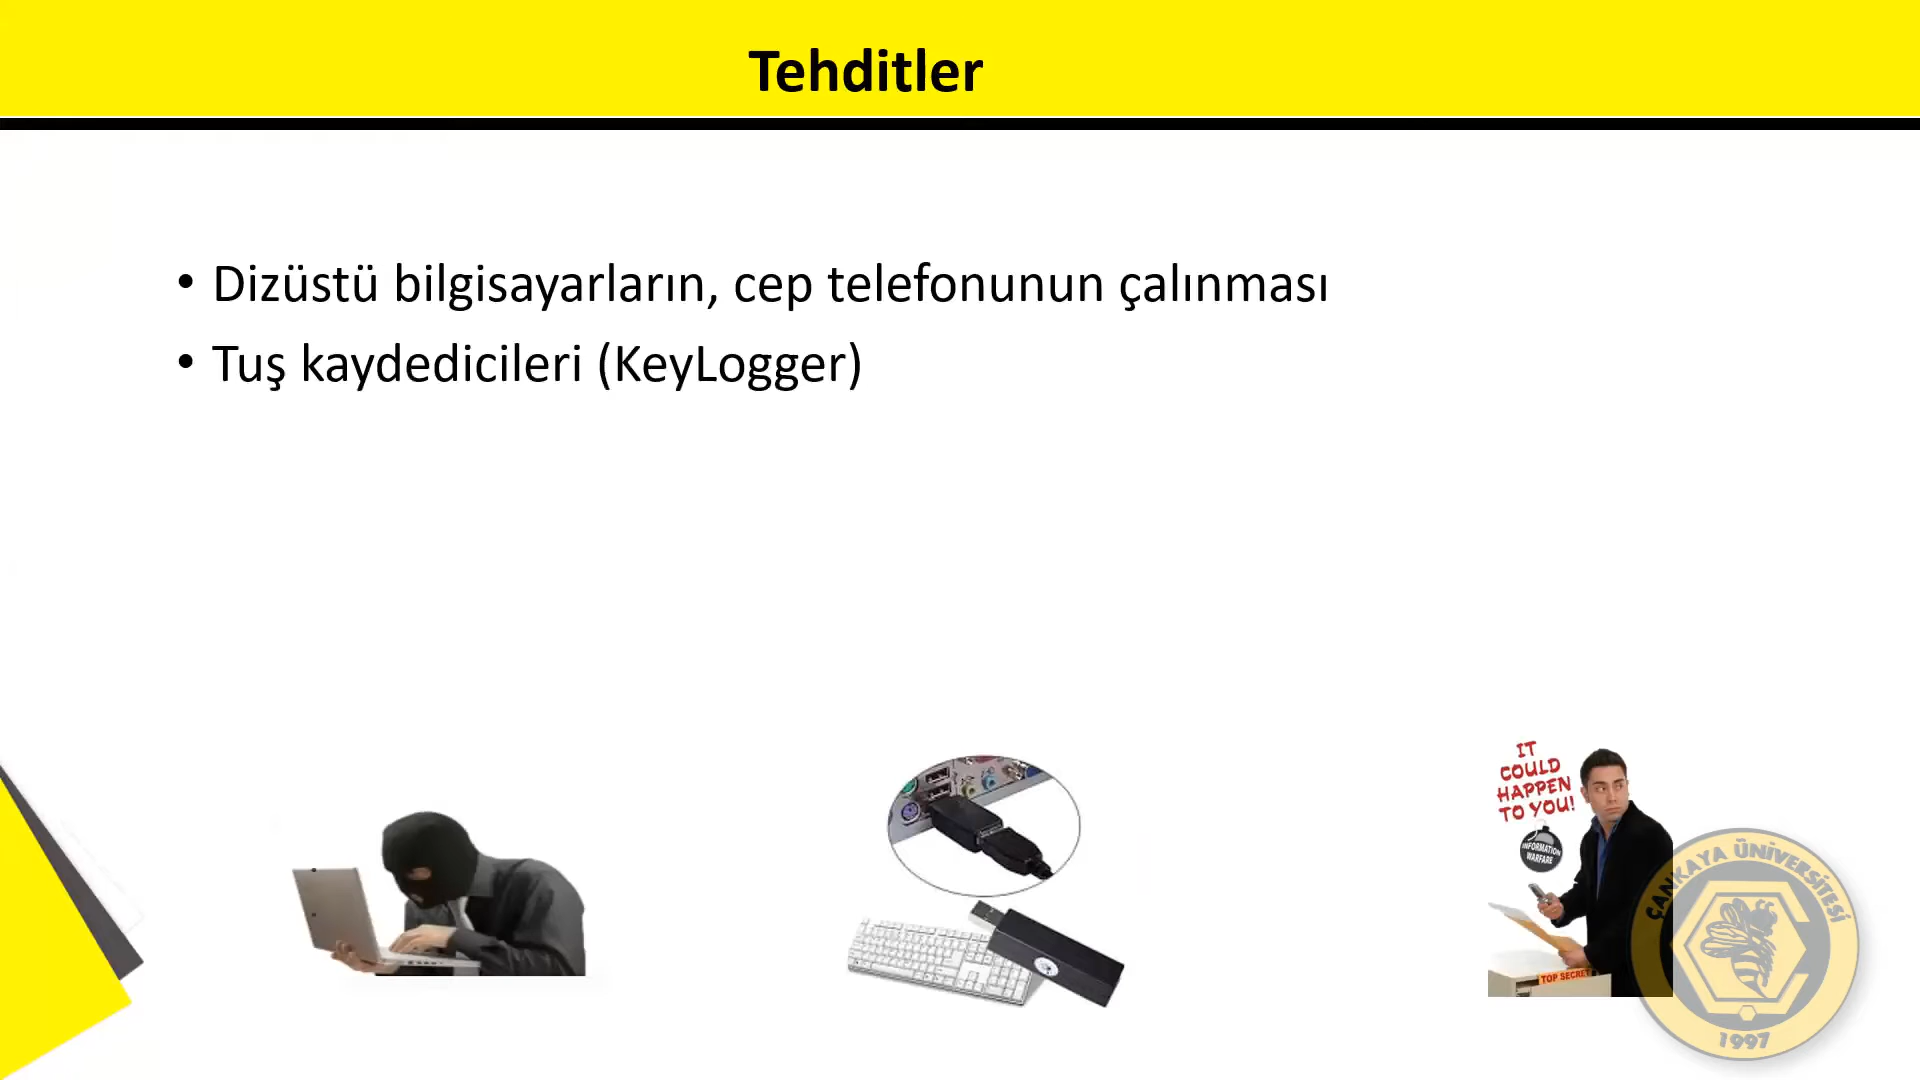 Tehditler
• Dizüstü bilgisayarların, cep telefonunun çalınması
• Tuş kaydedicileri (KeyLogger)
IT
COULD
HAPPEN
TO YOU!
INFORMATION
WARFARE
TOP SECRET
ÇANKAYA ÜNİVERSİTESİ
1997